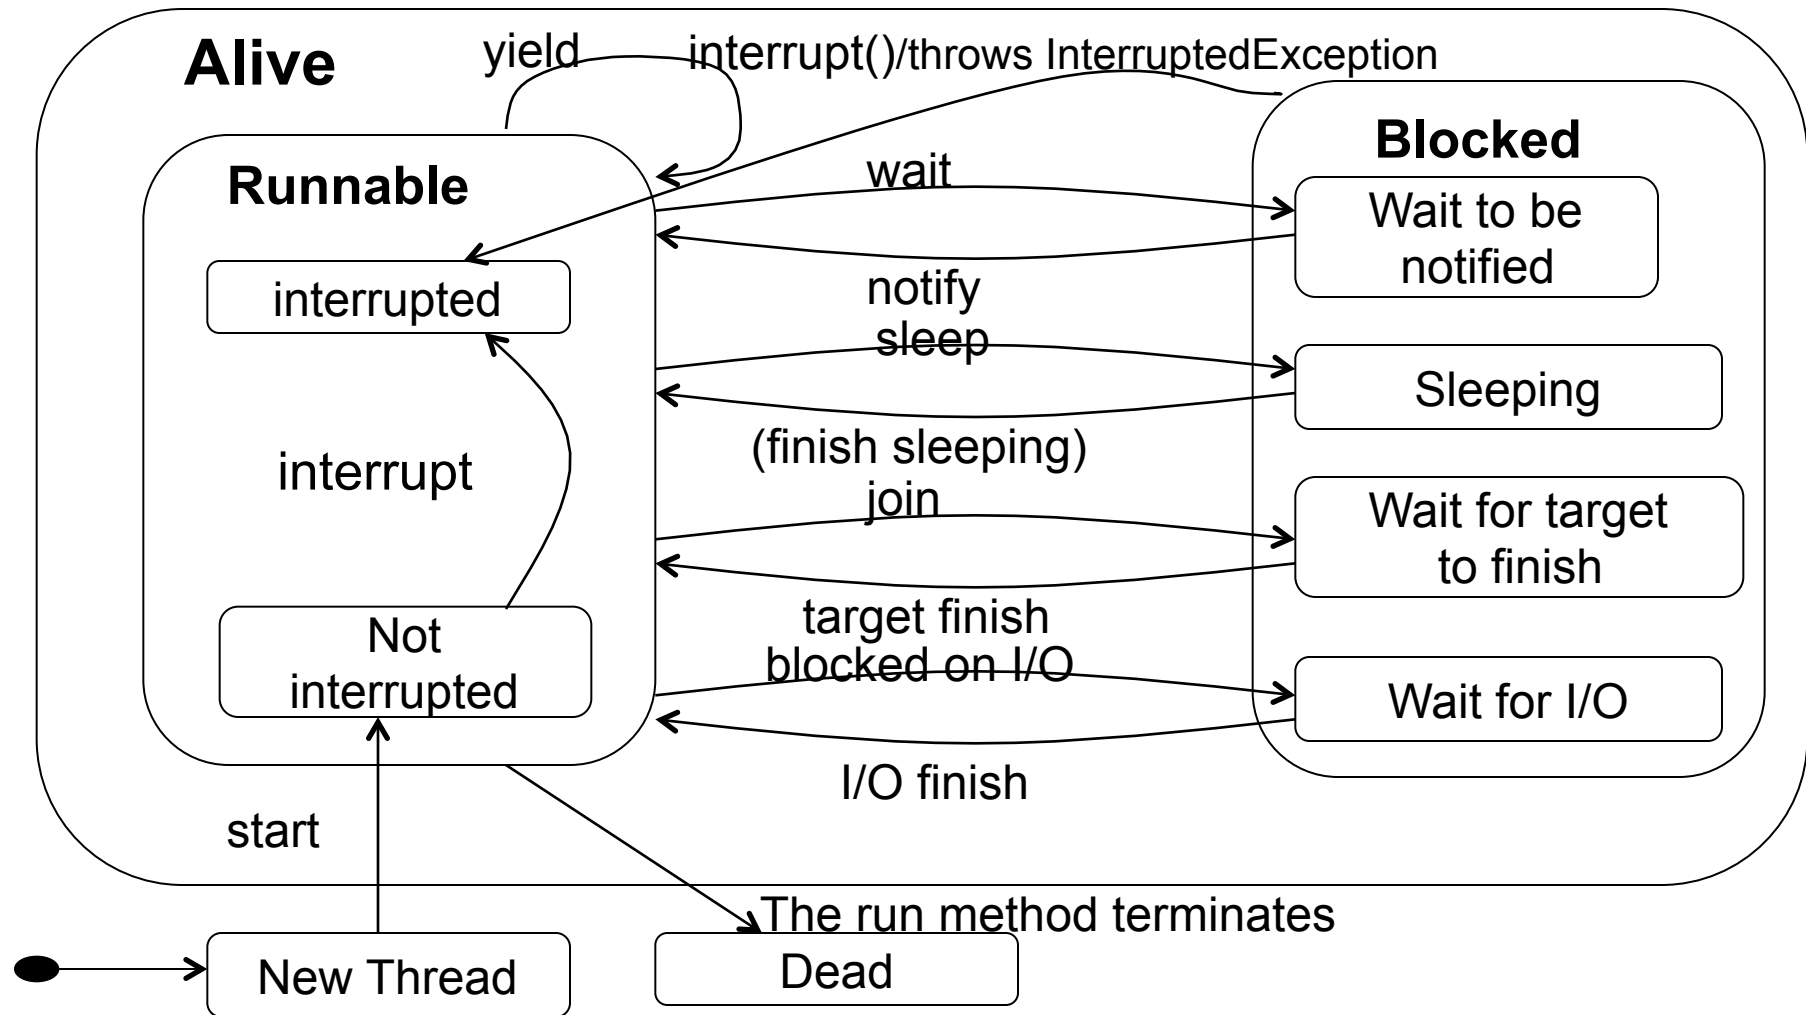 Alive
yield
interrupt()/throws InterruptedException
Blocked
Runnable
wait
Wait to be
notified
interrupted
notify
sleep
Sleeping
(finish sleeping)
interrupt
join
Wait for target
to finish
target finish
Not
interrupted
blocked on I/O
Wait for I/O
I/O finish
start
The run method terminates
New Thread
Dead